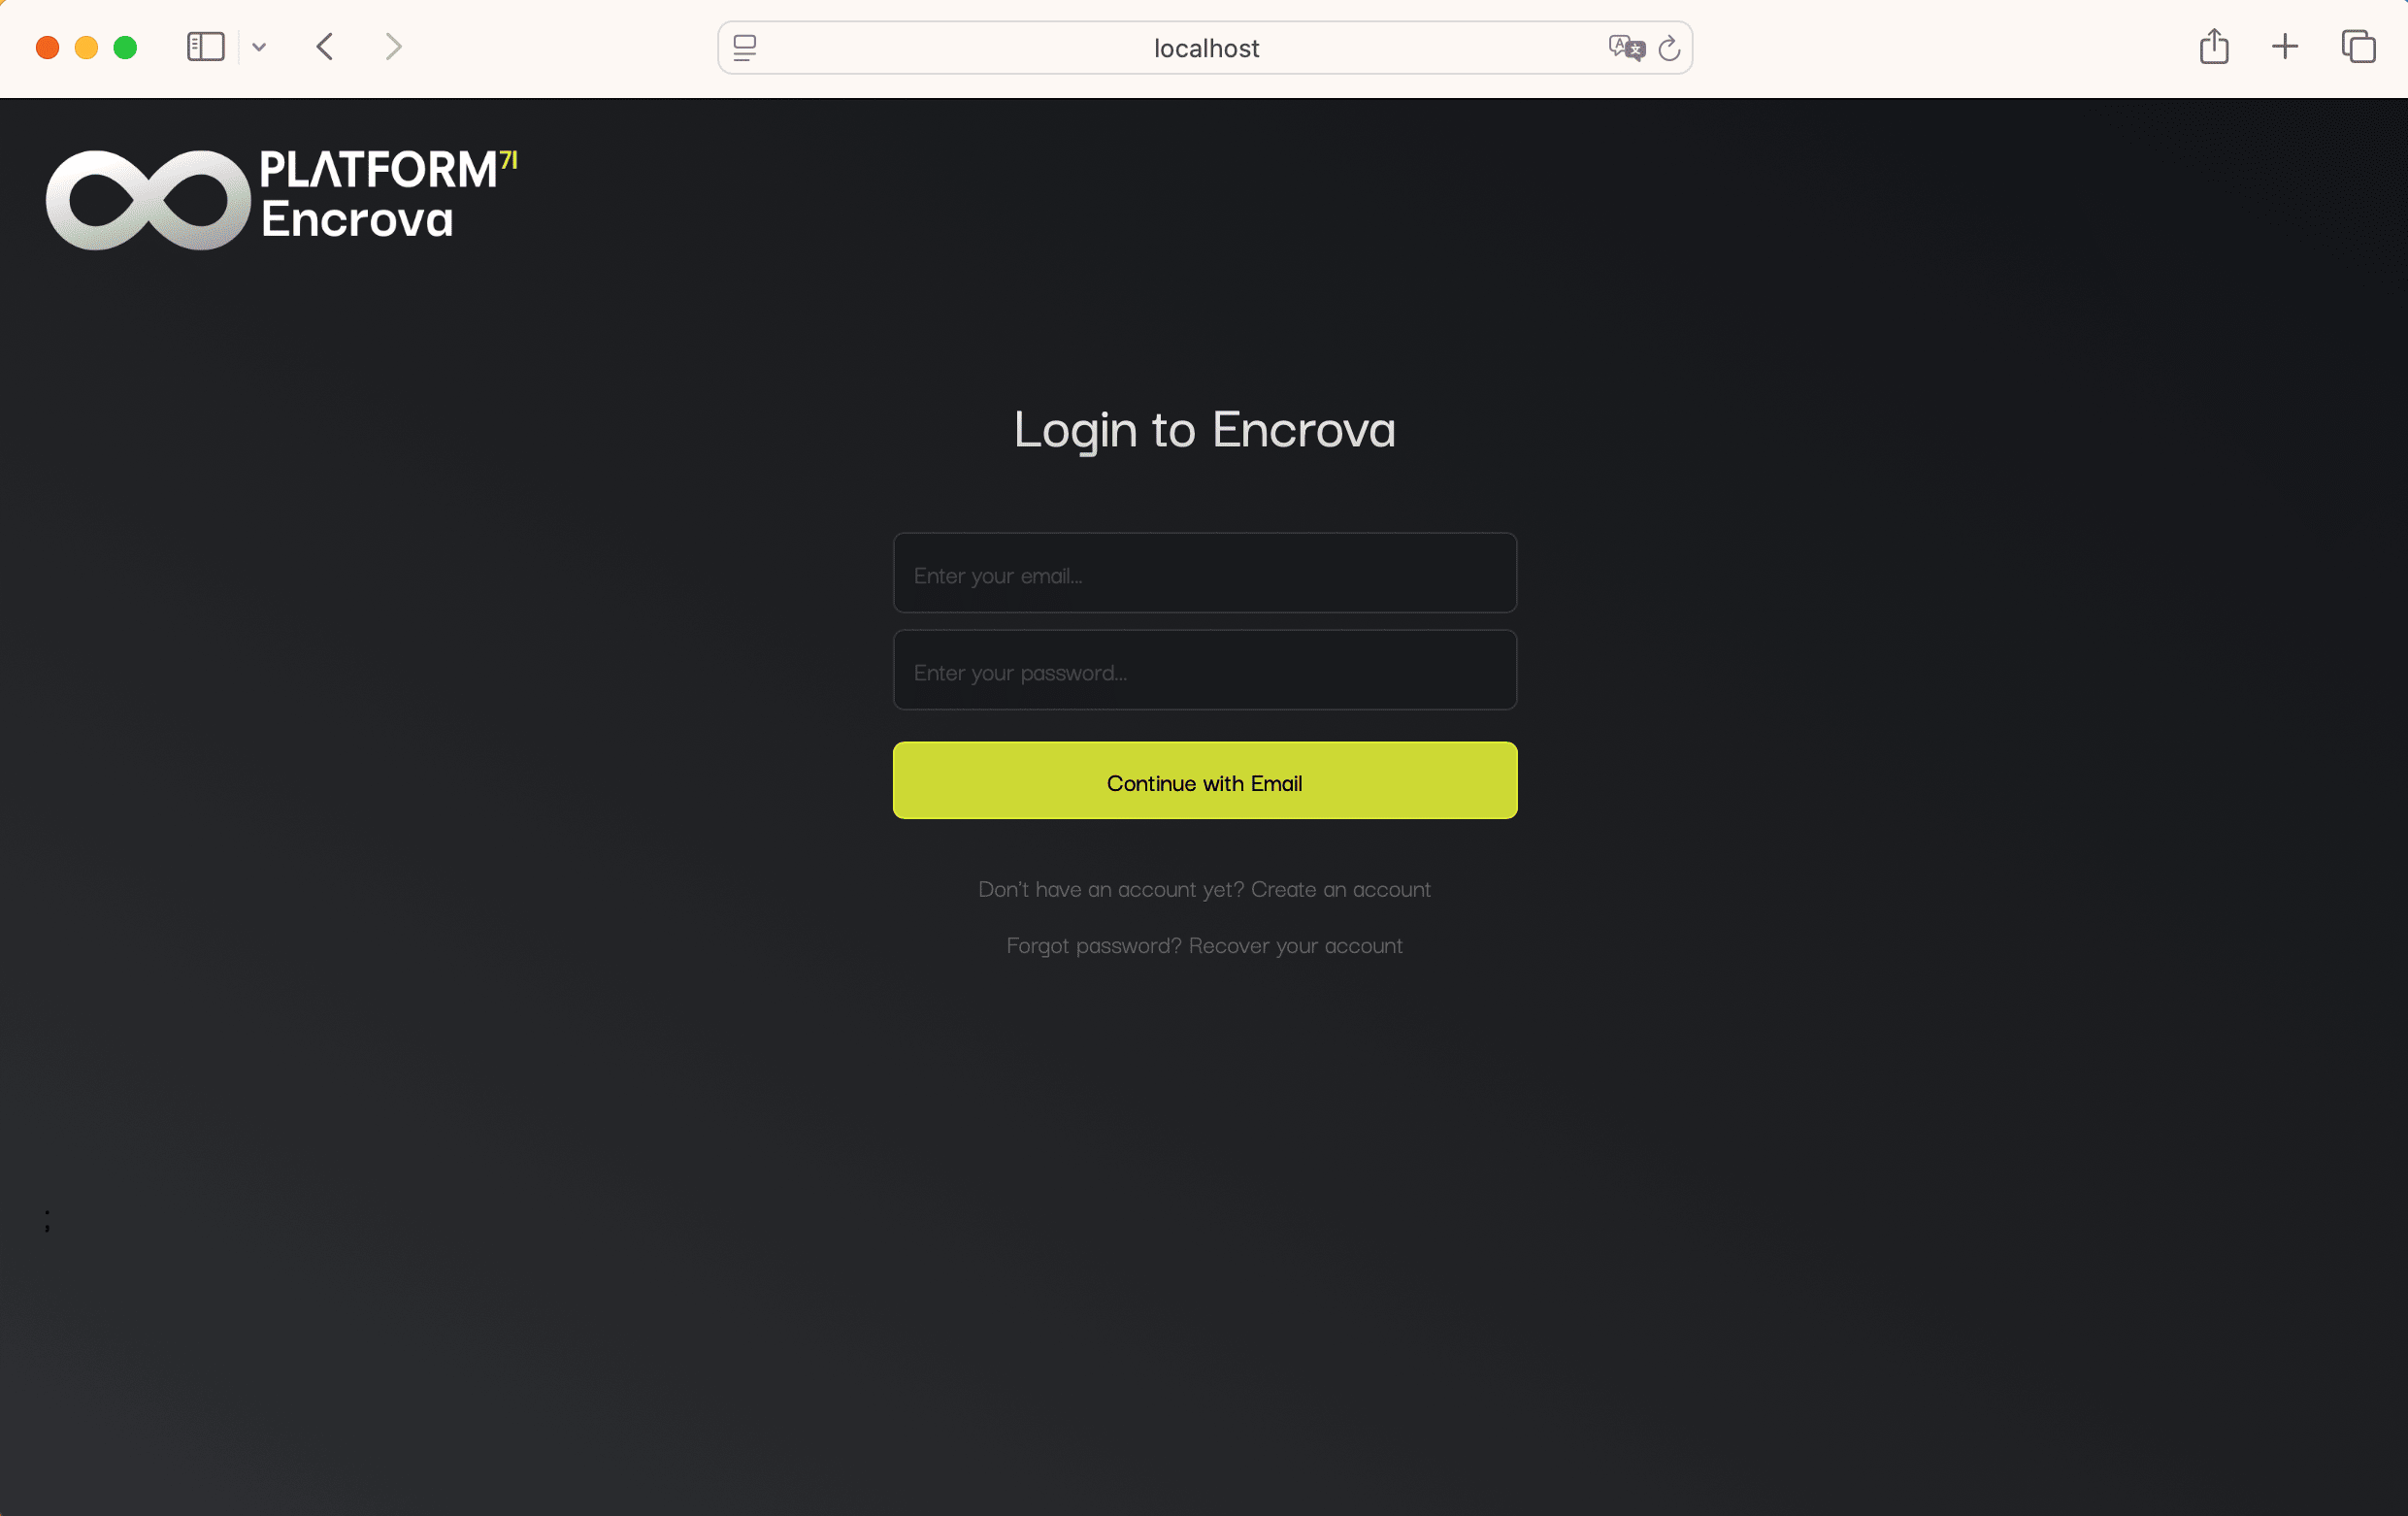 localhost
PLATFORM71
Encrova
Login to Encrova
Enter your email...
Enter your password...
Continue with Email
Don't have an account yet? Create an account
Forgot password? Recover your account
;